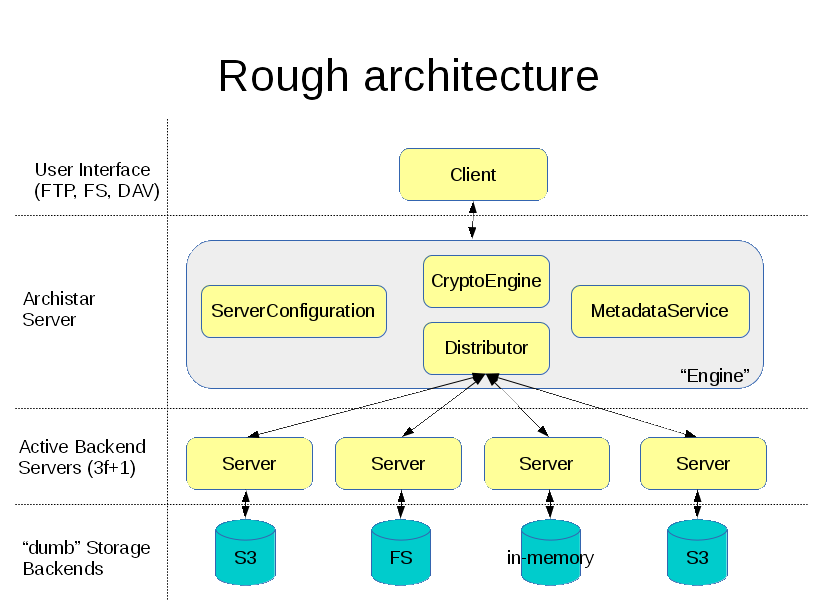 Rough architecture
User Interface
(FTP, FS, DAV)
Client
Archistar
Server
CryptoEngine
ServerConfiguration
MetadataService
Distributor
“Engine”
Active Backend
Servers (3f+1)
Server
Server
Server
Server
“dumb” Storage
Backends
S3
FS
in-memory
S3